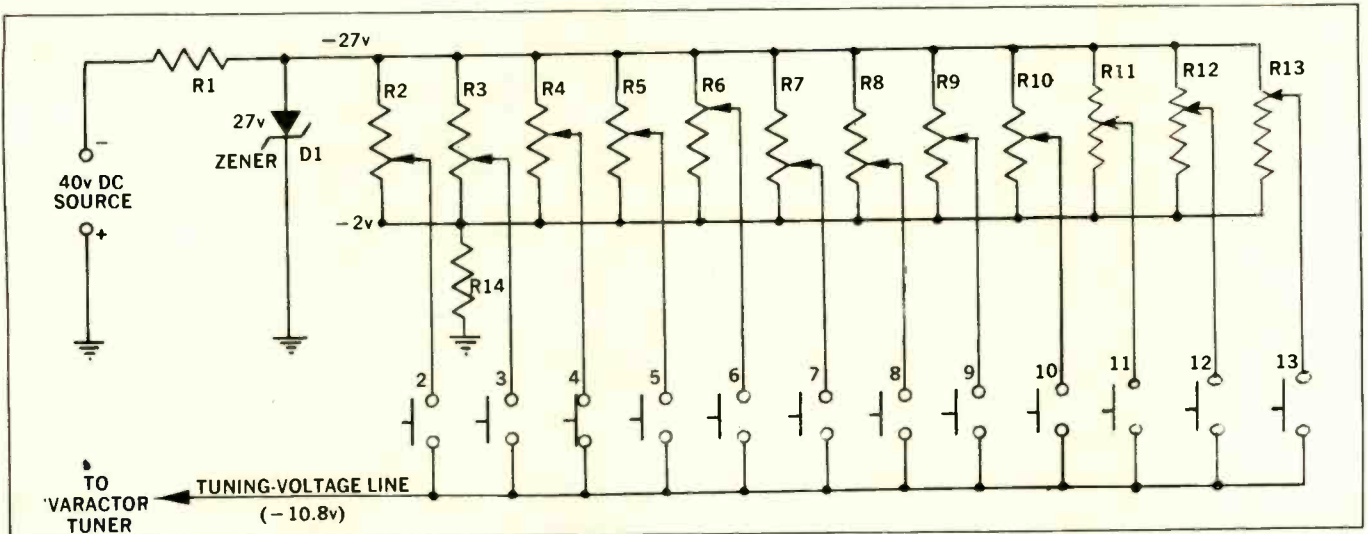 −27v
R1
R2
R3
R4
R5
R6
R7
R8
R9
R10
R11
R12
R13
−
27v
ZENER
D1
40v DC
SOURCE
+
−2v
R14
2
3
4
5
6
7
8
9
10
11
12
13
TO
VARACTOR
TUNER
TUNING-VOLTAGE LINE
(−10.8v)